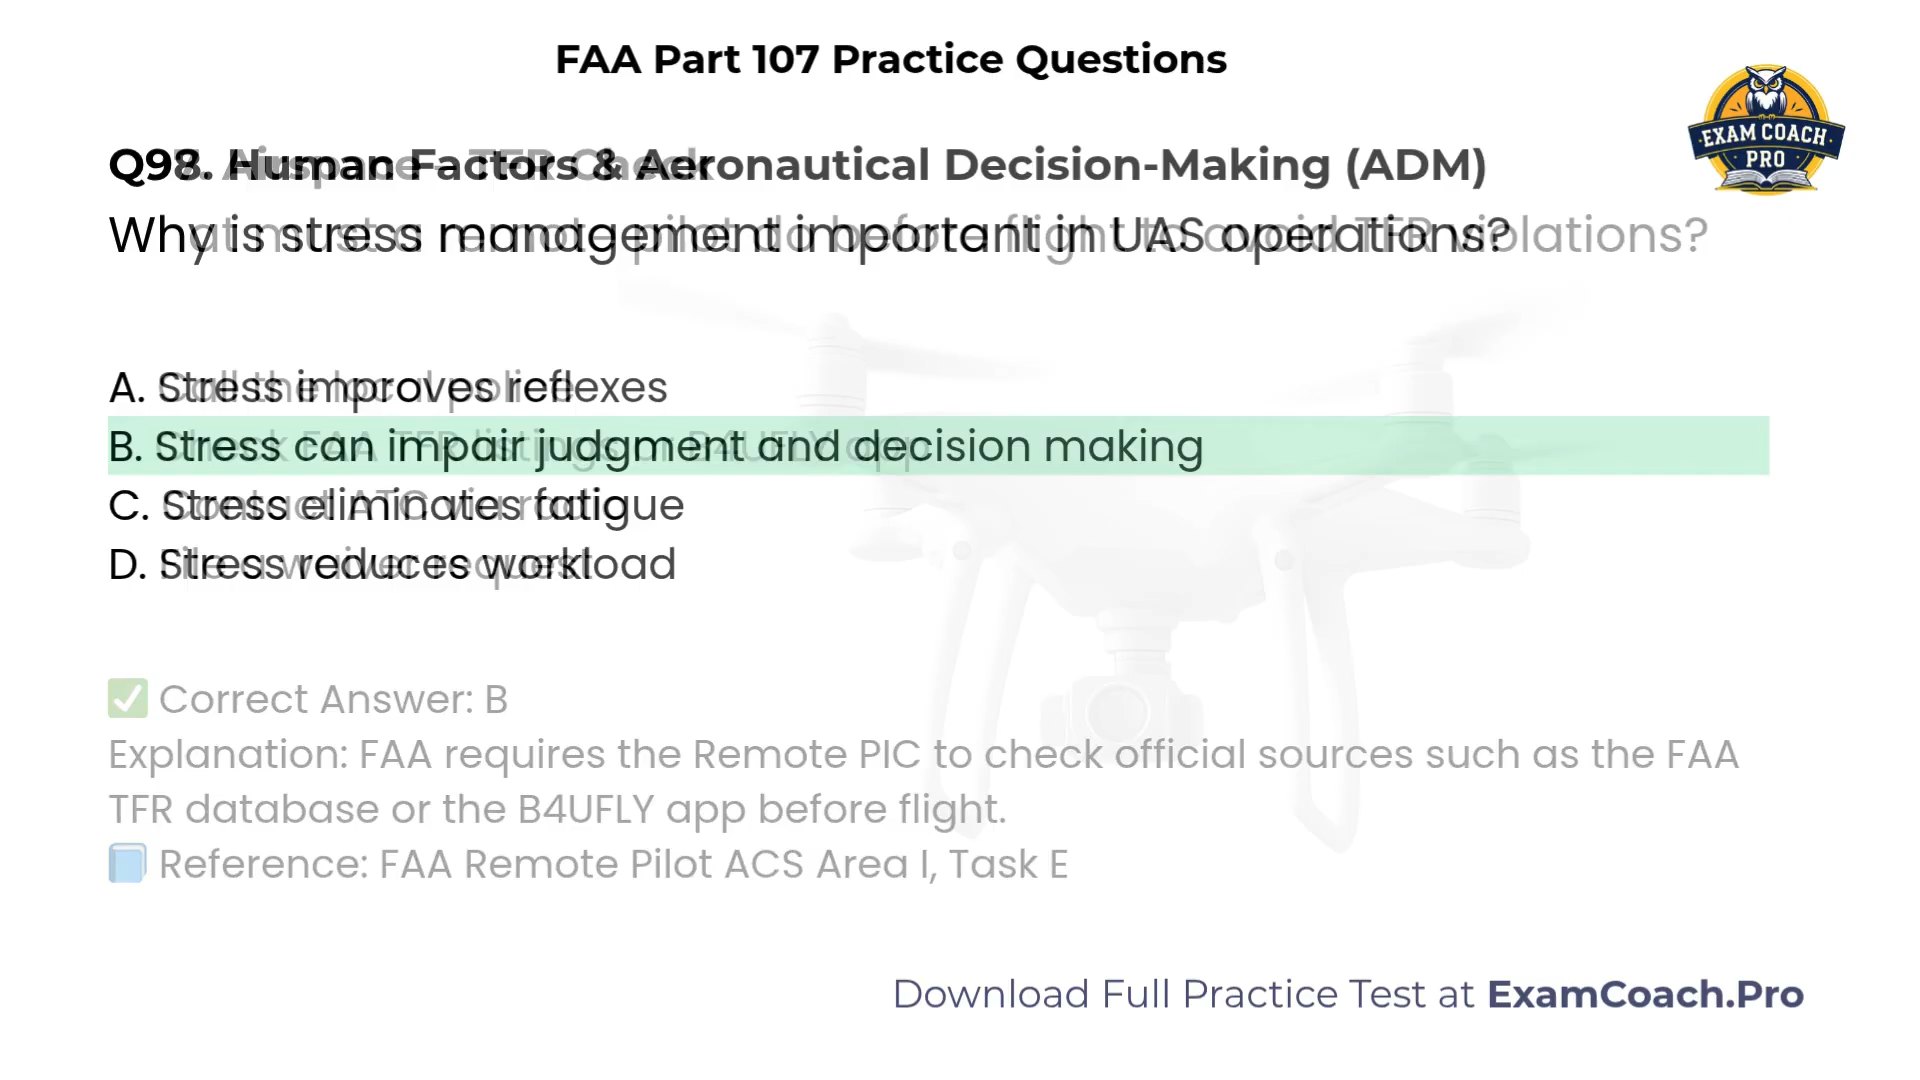 FAA Part 107 Practice Questions
EXAM COACH
PRO
Q98. Human Factors & Aeronautical Decision-Making (ADM)
Why is stress management important in UAS operations?
A. Stress improves reflexes
B. Stress can impair judgment and decision making
C. Stress eliminates fatigue
D. Stress reduces workload
✅ Correct Answer: B
Explanation: FAA requires the Remote PIC to check official sources such as the FAA
TFR database or the B4UFLY app before flight.
📘 Reference: FAA Remote Pilot ACS Area I, Task E
Download Full Practice Test at ExamCoach.Pro